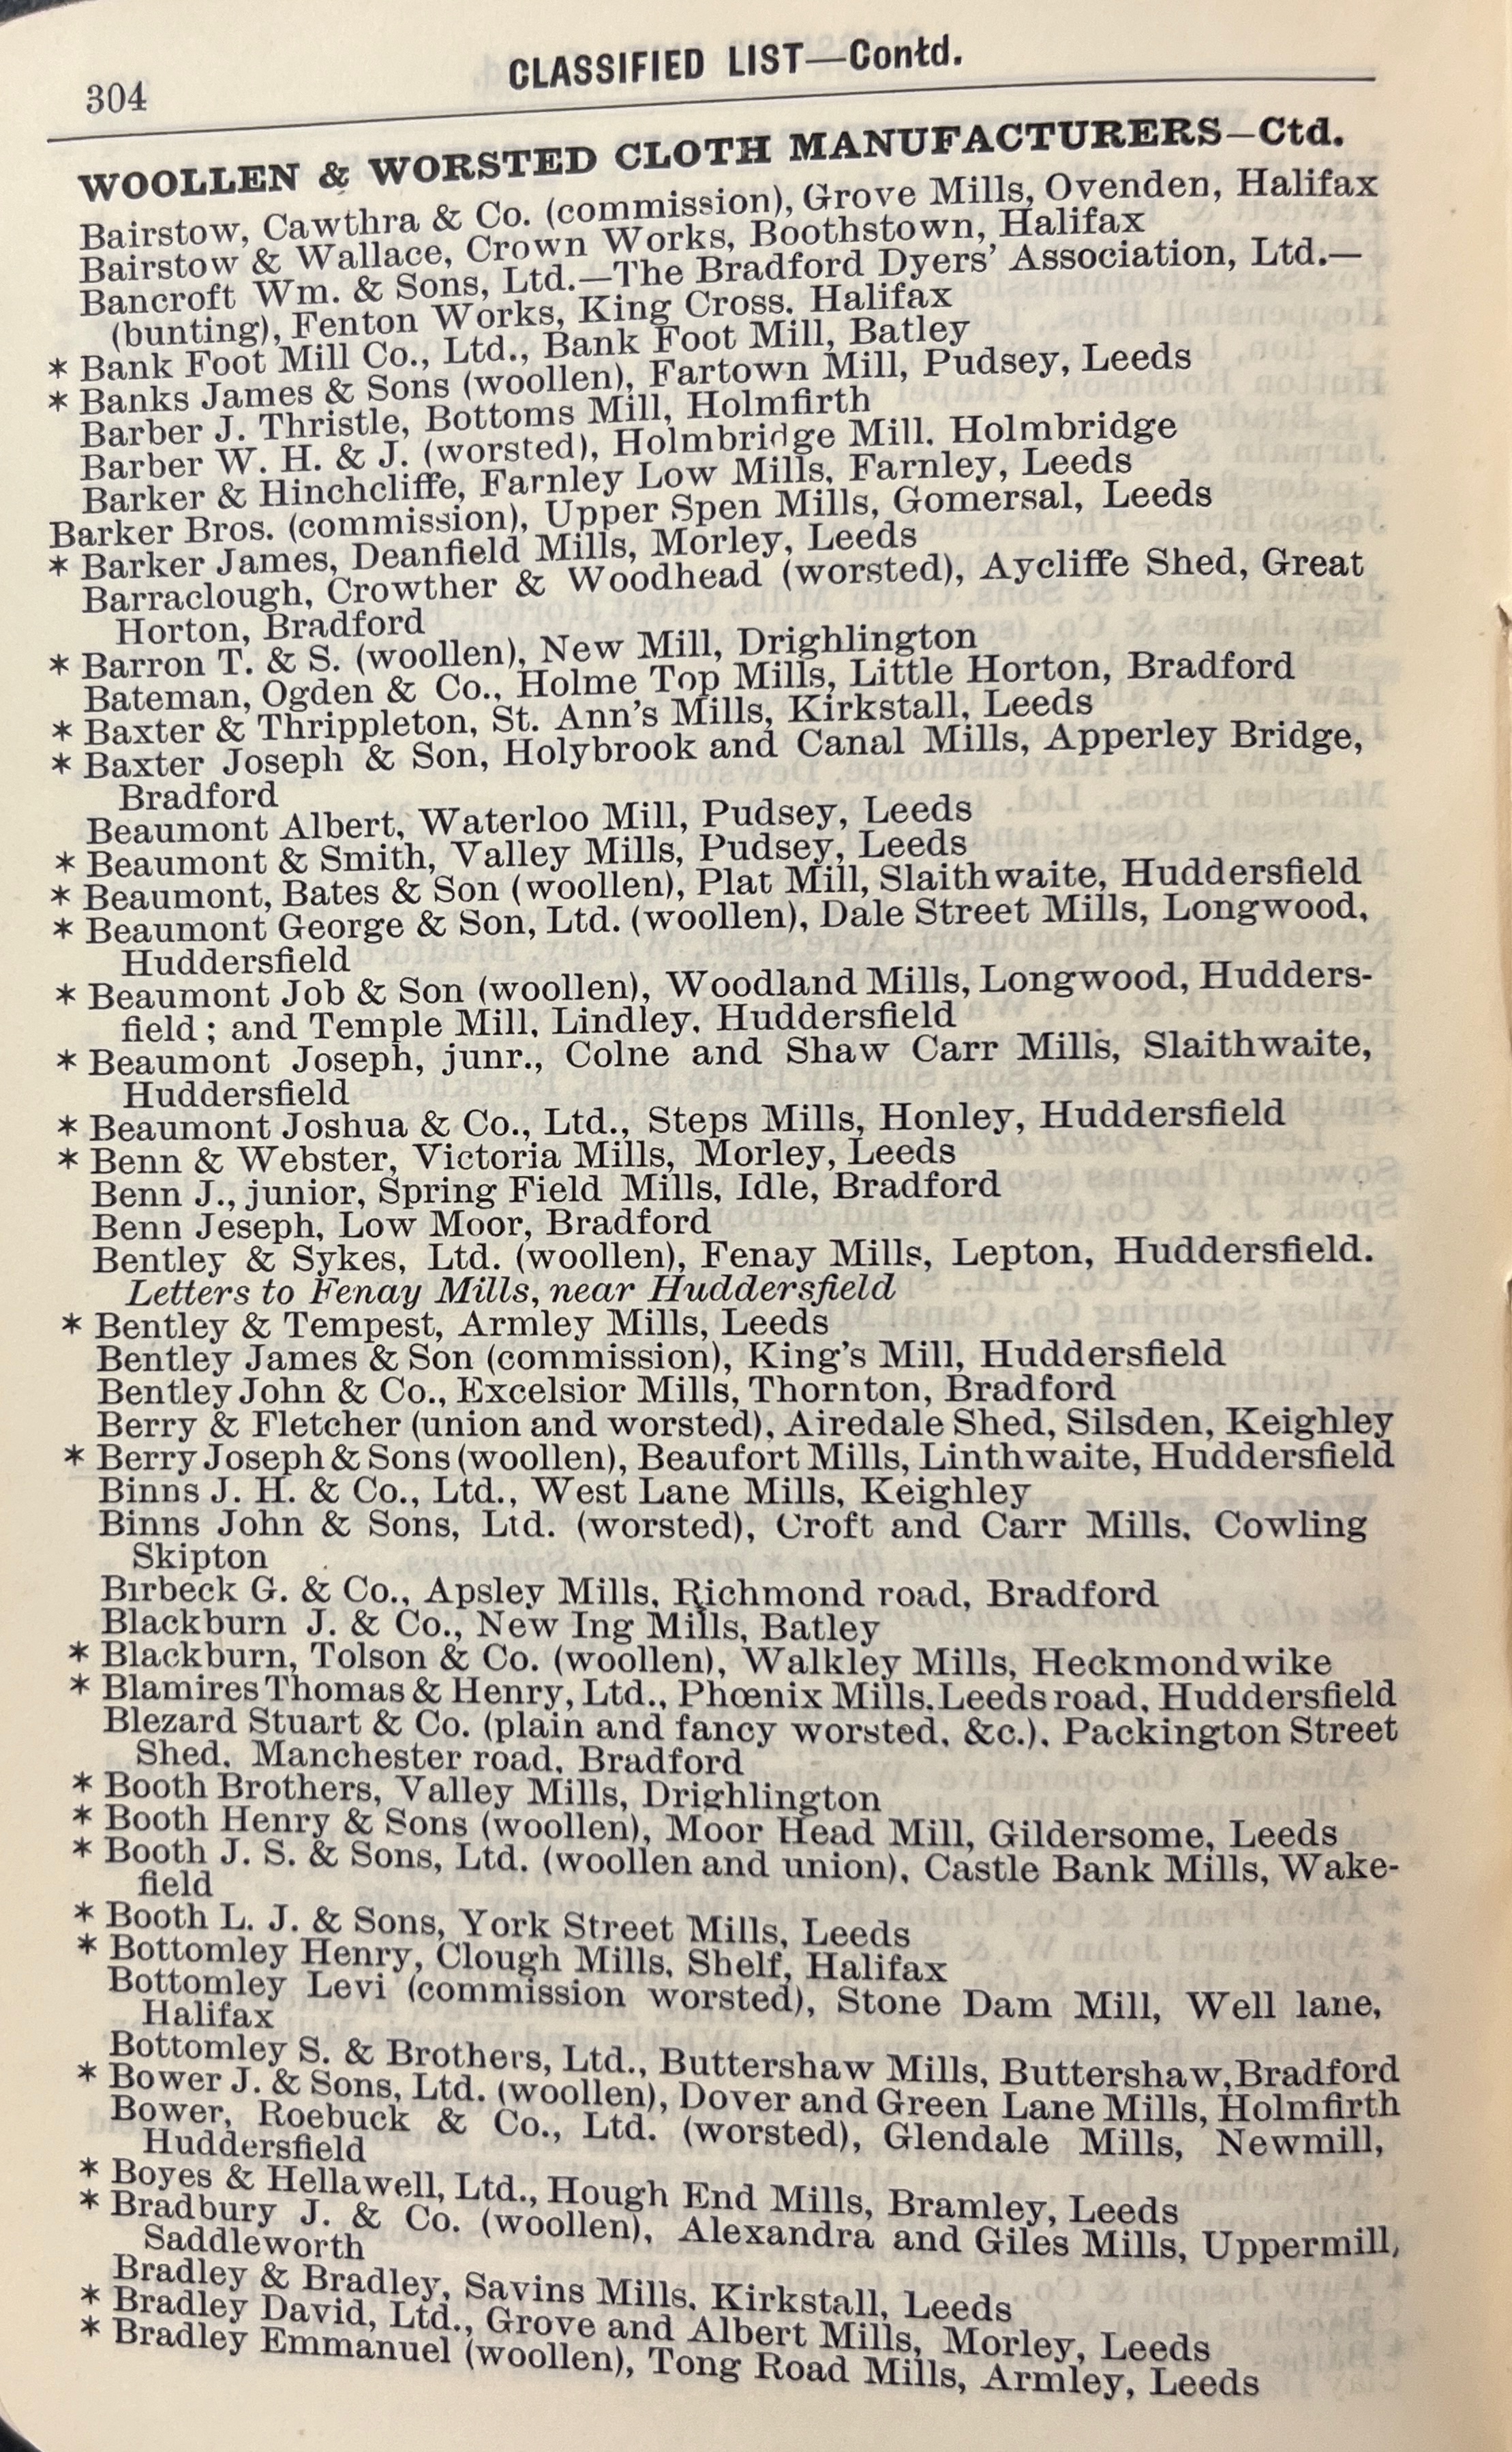 304
CLASSIFIED LIST—Contd.
WOOLLEN & WORSTED CLOTH MANUFACTURERS—Ctd.
Bairstow, Cawthra & Co. (commission), Grove Mills, Ovenden, Halifax
Bairstow & Wallace, Crown Works, Boothstown, Halifax
Bancroft Wm. & Sons, Ltd.—The Bradford Dyers' Association, Ltd.—
(bunting), Fenton Works, King Cross, Halifax
* Bank Foot Mill Co., Ltd., Bank Foot Mill, Batley
* Banks James & Sons (woollen), Fartown Mill, Pudsey, Leeds
Barber J. Thristle, Bottoms Mill, Holmfirth
Barber W. H. & J. (worsted), Holmbridge Mill, Holmbridge
Barker & Hinchcliffe, Farnley Low Mills, Farnley, Leeds
Barker Bros. (commission), Upper Spen Mills, Gomersal, Leeds
* Barker James, Deanfield Mills, Morley, Leeds
Barraclough, Crowther & Woodhead (worsted), Aycliffe Shed, Great
Horton, Bradford
* Barron T. & S. (woollen), New Mill, Drighlington
Bateman, Ogden & Co., Holme Top Mills, Little Horton, Bradford
* Baxter & Thrippleton, St. Ann's Mills, Kirkstall, Leeds
* Baxter Joseph & Son, Holybrook and Canal Mills, Apperley Bridge,
Bradford
Beaumont Albert, Waterloo Mill, Pudsey, Leeds
* Beaumont & Smith, Valley Mills, Pudsey, Leeds
* Beaumont, Bates & Son (woollen), Plat Mill, Slaithwaite, Huddersfield
* Beaumont George & Son, Ltd. (woollen), Dale Street Mills, Longwood,
Huddersfield
* Beaumont Job & Son (woollen), Woodland Mills, Longwood, Hudders-
field ; and Temple Mill, Lindley, Huddersfield
* Beaumont Joseph, junr., Colne and Shaw Carr Mills, Slaithwaite,
Huddersfield
* Beaumont Joshua & Co., Ltd., Steps Mills, Honley, Huddersfield
* Benn & Webster, Victoria Mills, Morley, Leeds
Benn J., junior, Spring Field Mills, Idle, Bradford
Benn Jeseph, Low Moor, Bradford
Bentley & Sykes, Ltd. (woollen), Fenay Mills, Lepton, Huddersfield.
Letters to Fenay Mills, near Huddersfield
* Bentley & Tempest, Armley Mills, Leeds
Bentley James & Son (commission), King's Mill, Huddersfield
Bentley John & Co., Excelsior Mills, Thornton, Bradford
Berry & Fletcher (union and worsted), Airedale Shed, Silsden, Keighley
* Berry Joseph & Sons (woollen), Beaufort Mills, Linthwaite, Huddersfield
Binns J. H. & Co., Ltd., West Lane Mills, Keighley
Binns John & Sons, Ltd. (worsted), Croft and Carr Mills, Cowling
Skipton
Birbeck G. & Co., Apsley Mills, Richmond road, Bradford
Blackburn J. & Co., New Ing Mills, Batley
* Blackburn, Tolson & Co. (woollen), Walkley Mills, Heckmondwike
* Blamires Thomas & Henry, Ltd., Phœnix Mills, Leeds road, Huddersfield
Blezard Stuart & Co. (plain and fancy worsted, &c.), Packington Street
Shed, Manchester road, Bradford
* Booth Brothers, Valley Mills, Drighlington
* Booth Henry & Sons (woollen), Moor Head Mill, Gildersome, Leeds
* Booth J. S. & Sons, Ltd. (woollen and union), Castle Bank Mills, Wake-
field
* Booth L. J. & Sons, York Street Mills, Leeds
* Bottomley Henry, Clough Mills, Shelf, Halifax
Bottomley Levi (commission worsted), Stone Dam Mill, Well lane,
Halifax
Bottomley S. & Brothers, Ltd., Buttershaw Mills, Buttershaw, Bradford
* Bower J. & Sons, Ltd. (woollen), Dover and Green Lane Mills, Holmfirth
Bower, Roebuck & Co., Ltd. (worsted), Glendale Mills, Newmill,
Huddersfield
* Boyes & Hellawell, Ltd., Hough End Mills, Bramley, Leeds
* Bradbury J. & Co. (woollen), Alexandra and Giles Mills, Uppermill,
Saddleworth
Bradley & Bradley, Savins Mills, Kirkstall, Leeds
* Bradley David, Ltd., Grove and Albert Mills, Morley, Leeds
* Bradley Emmanuel (woollen), Tong Road Mills, Armley, Leeds